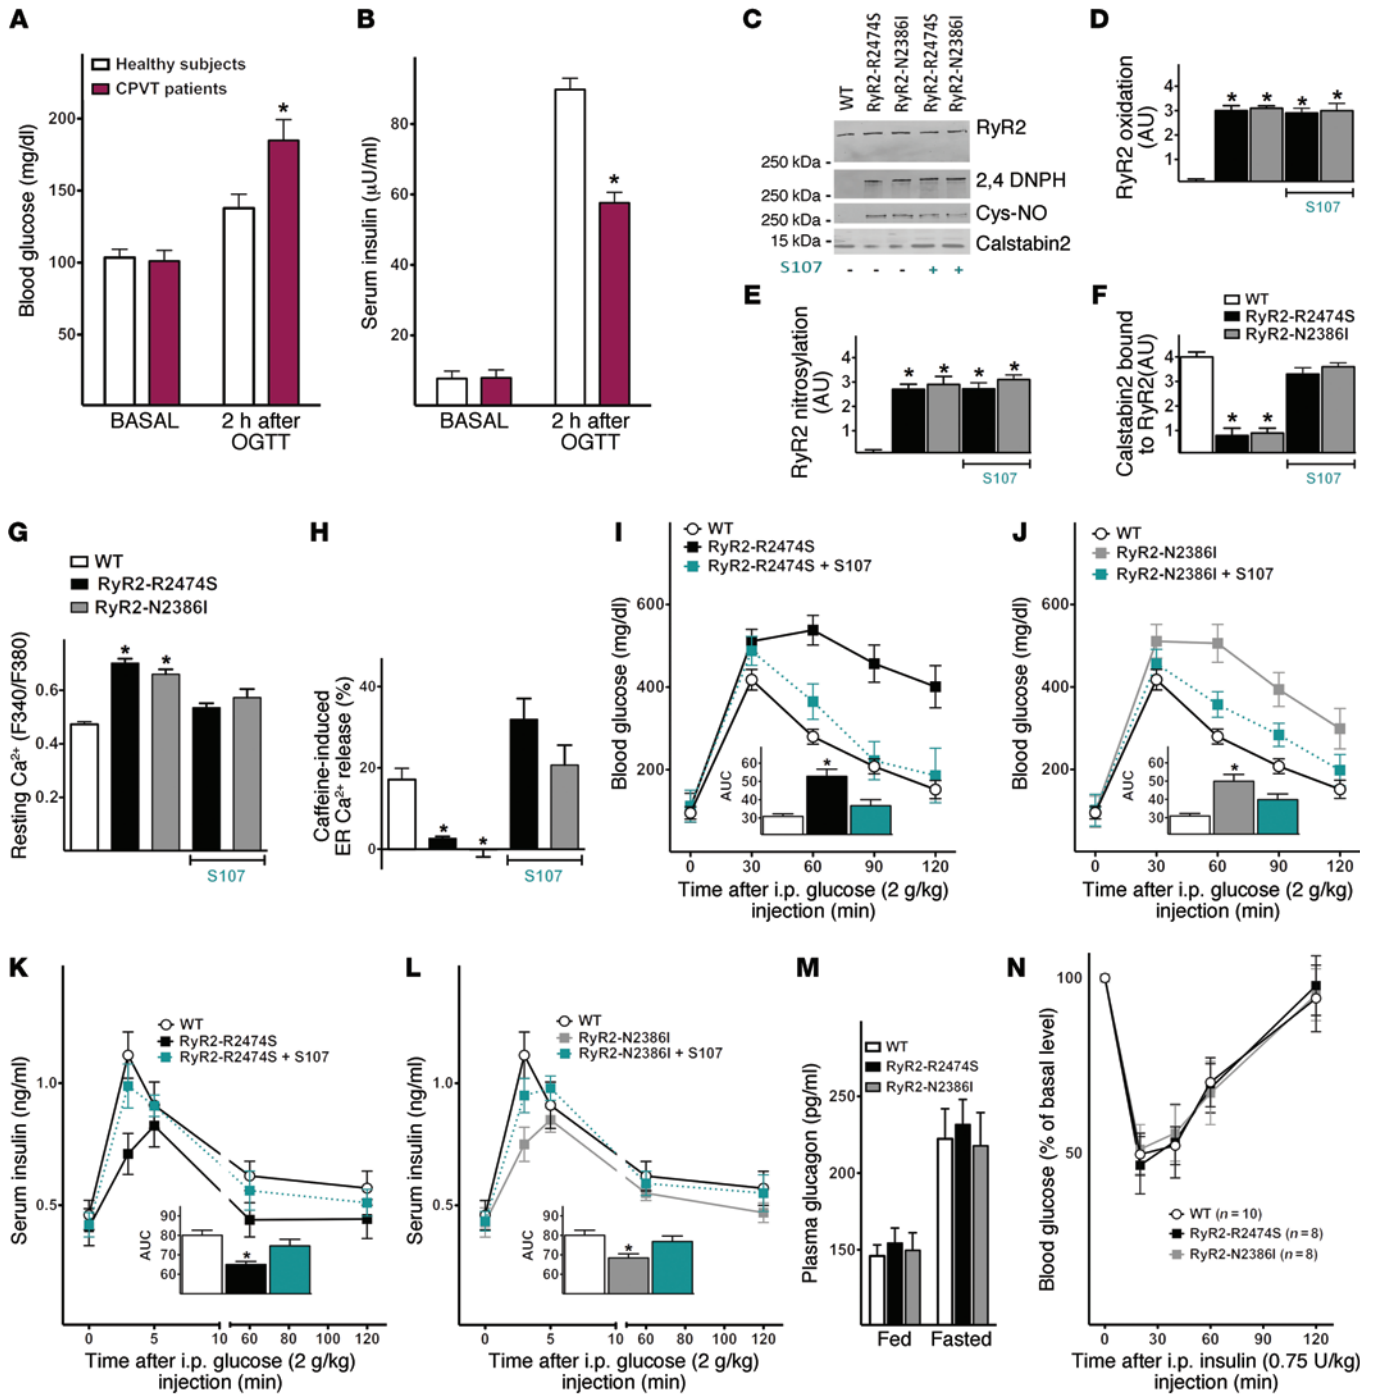 A
Healthy subjects
CPVT patients
Blood glucose (mg/dl)
200
150
100
50
BASAL
2 h after
OGTT
*
B
Serum insulin (µU/ml)
80
60
40
20
BASAL
2 h after
OGTT
*
C
WT
RyR2-R2474S
RyR2-N2386I
RyR2-R2474S
RyR2-N2386I
RyR2
250 kDa -
2,4 DNPH
250 kDa -
Cys-NO
250 kDa -
15 kDa -
Calstabin2
S107 - - - + +
D
RyR2 oxidation
(AU)
4
3
2
1
* * * *
S107
E
RyR2 nitrosylation
(AU)
4
3
2
1
* * * *
S107
F
WT
RyR2-R2474S
RyR2-N2386I
Calstabin2 bound
to RyR2(AU)
4
3
2
1
* *
S107
G
WT
RyR2-R2474S
RyR2-N2386I
Resting Ca²⁺ (F340/F380)
0.6
0.4
0.2
* *
S107
H
Caffeine-induced
ER Ca²⁺ release (%)
40
20
0
* *
S107
I
WT
RyR2-R2474S
RyR2-R2474S + S107
Blood glucose (mg/dl)
600
400
200
AUC
60
50
40
30
*
0 30 60 90 120
Time after i.p. glucose (2 g/kg)
injection (min)
J
WT
RyR2-N2386I
RyR2-N2386I + S107
Blood glucose (mg/dl)
600
400
200
AUC
60
50
40
30
*
0 30 60 90 120
Time after i.p. glucose (2 g/kg)
injection (min)
K
WT
RyR2-R2474S
RyR2-R2474S + S107
Serum insulin (ng/ml)
1.0
0.5
AUC
90
80
70
60
*
0 5 10 60 80 100 120
Time after i.p. glucose (2 g/kg)
injection (min)
L
WT
RyR2-N2386I
RyR2-N2386I + S107
Serum insulin (ng/ml)
1.0
0.5
AUC
90
80
70
60
*
0 5 10 60 80 100 120
Time after i.p. glucose (2 g/kg)
injection (min)
M
WT
RyR2-R2474S
RyR2-N2386I
Plasma glucagon (pg/ml)
250
200
150
Fed Fasted
N
Blood glucose (% of basal level)
100
50
WT (n = 10)
RyR2-R2474S (n = 8)
RyR2-N2386I (n = 8)
0 30 60 90 120
Time after i.p. insulin (0.75 U/kg)
injection (min)